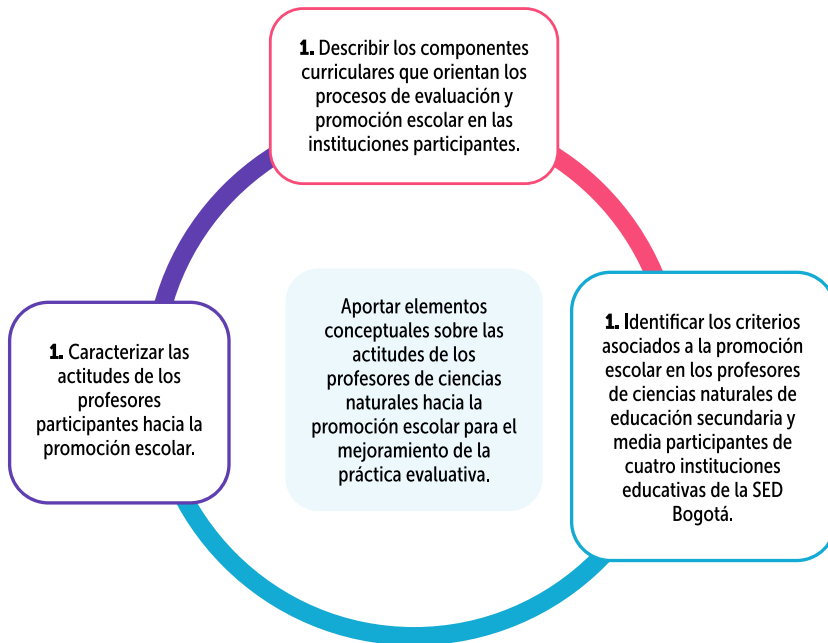 1. Describir los componentes
curriculares que orientan los
procesos de evaluación y
promoción escolar en las
instituciones participantes.
1. Caracterizar las
actitudes de los
profesores
participantes hacia la
promoción escolar.
Aportar elementos
conceptuales sobre las
actitudes de los
profesores de ciencias
naturales hacia la
promoción escolar para el
mejoramiento de la
práctica evaluativa.
1. Identificar los criterios
asociados a la promoción
escolar en los profesores
de ciencias naturales de
educación secundaria y
media participantes de
cuatro instituciones
educativas de la SED
Bogotá.